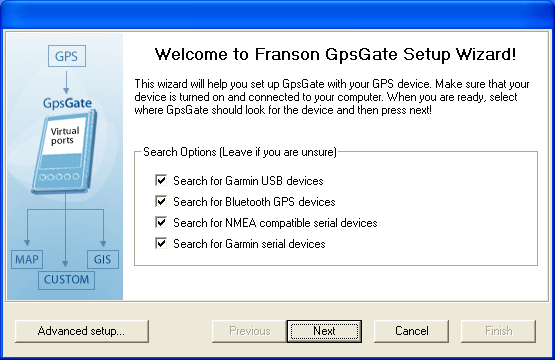 GPS
GpsGate
Virtual
ports
MAP
GIS
CUSTOM
Welcome to Franson GpsGate Setup Wizard!
This wizard will help you set up GpsGate with your GPS device. Make sure that your
device is turned on and connected to your computer. When you are ready, select
where GpsGate should look for the device and then press next!
Search Options (Leave if you are unsure)
Search for Garmin USB devices
Search for Bluetooth GPS devices
Search for NMEA compatible serial devices
Search for Garmin serial devices
Advanced setup...
Previous
Next
Cancel
Finish